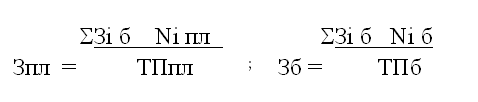 ΣЗі б Nі пл ΣЗі б Nі б
Зпл = ТПпл ; Зб = ТПб